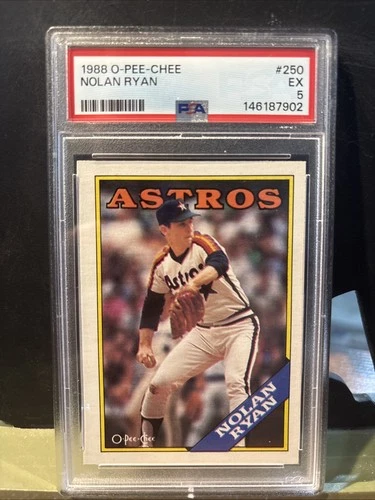 1988 O-PEE-CHEE #250
NOLAN RYAN EX
5
PSA 146187902
ASTROS
Astros
NOLAN
RYAN
O-Pee-Chee